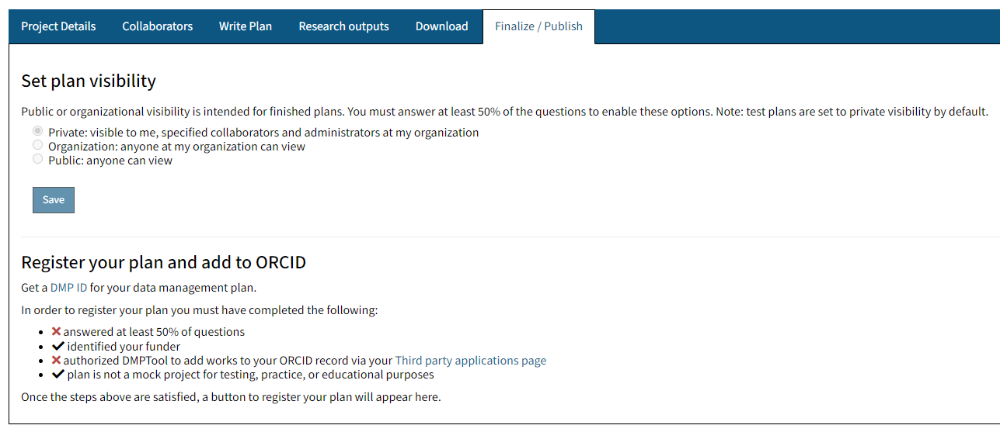 Project Details Collaborators Write Plan Research outputs Download Finalize / Publish
Set plan visibility
Public or organizational visibility is intended for finished plans. You must answer at least 50% of the questions to enable these options. Note: test plans are set to private visibility by default.
Private: visible to me, specified collaborators and administrators at my organization
Organization: anyone at my organization can view
Public: anyone can view
Save
Register your plan and add to ORCID
Get a DMP ID for your data management plan.
In order to register your plan you must have completed the following:
answered at least 50% of questions
identified your funder
authorized DMPTool to add works to your ORCID record via your Third party applications page
plan is not a mock project for testing, practice, or educational purposes
Once the steps above are satisfied, a button to register your plan will appear here.